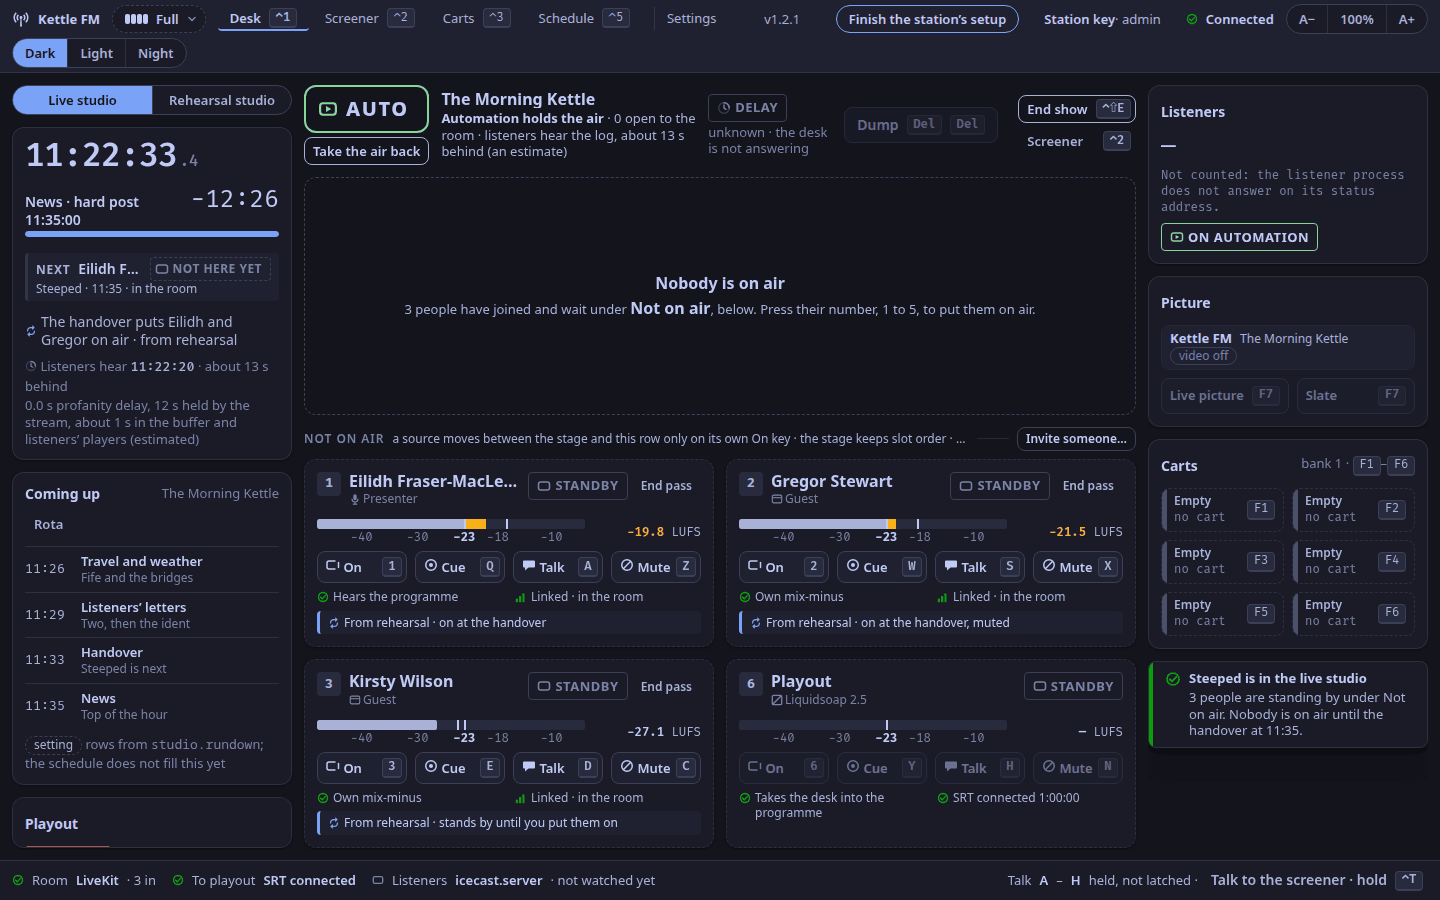 Kettle FM Full Desk ^1 Screener ^2 Carts ^3 Schedule ^5 Settings v1.2.1 Finish the station's setup Station key · admin Connected A− 100% A+
Dark Light Night
Live studio Rehearsal studio
11:22:33.4
News · hard post 11:35:00
-12:26
NEXT Eilidh F... NOT HERE YET
Steeped · 11:35 · in the room
The handover puts Eilidh and
Gregor on air · from rehearsal
Listeners hear 11:22:20 · about 13 s
behind
0.0 s profanity delay, 12 s held by the
stream, about 1 s in the buffer and
listeners' players (estimated)
Coming up The Morning Kettle
Rota
11:26 Travel and weather
Fife and the bridges
11:29 Listeners' letters
Two, then the ident
11:33 Handover
Steeped is next
11:35 News
Top of the hour
setting rows from studio.rundown;
the schedule does not fill this yet
Playout
AUTO
Take the air back
The Morning Kettle
Automation holds the air · 0 open to the
room · listeners hear the log, about 13 s
behind (an estimate)
DELAY
unknown · the desk
is not answering
Dump Del Del
End show ^⇧E
Screener ^2
Nobody is on air
3 people have joined and wait under Not on air, below. Press their number, 1 to 5, to put them on air.
NOT ON AIR a source moves between the stage and this row only on its own On key · the stage keeps slot order · ... Invite someone...
1 Eilidh Fraser-MacLe... STANDBY End pass
Presenter
-40 -30 -23 -18 -10 -19.8 LUFS
On 1 Cue Q Talk A Mute Z
Hears the programme Linked · in the room
From rehearsal · on at the handover
2 Gregor Stewart STANDBY End pass
Guest
-40 -30 -23 -18 -10 -21.5 LUFS
On 2 Cue W Talk S Mute X
Own mix-minus Linked · in the room
From rehearsal · on at the handover, muted
3 Kirsty Wilson STANDBY End pass
Guest
-40 -30 -23 -18 -10 -27.1 LUFS
On 3 Cue E Talk D Mute C
Own mix-minus Linked · in the room
From rehearsal · stands by until you put them on
6 Playout STANDBY
Liquidsoap 2.5
-40 -30 -23 -18 -10 – LUFS
On 6 Cue Y Talk H Mute N
Takes the desk into the
programme
SRT connected 1:00:00
Listeners
—
Not counted: the listener process
does not answer on its status
address.
ON AUTOMATION
Picture
Kettle FM The Morning Kettle
video off
Live picture F7 Slate F7
Carts bank 1 · F1–F6
Empty no cart F1 Empty no cart F2
Empty no cart F3 Empty no cart F4
Empty no cart F5 Empty no cart F6
Steeped is in the live studio
3 people are standing by under Not
on air. Nobody is on air until the
handover at 11:35.
Room LiveKit · 3 in To playout SRT connected Listeners icecast.server · not watched yet Talk A – H held, not latched · Talk to the screener · hold ^T